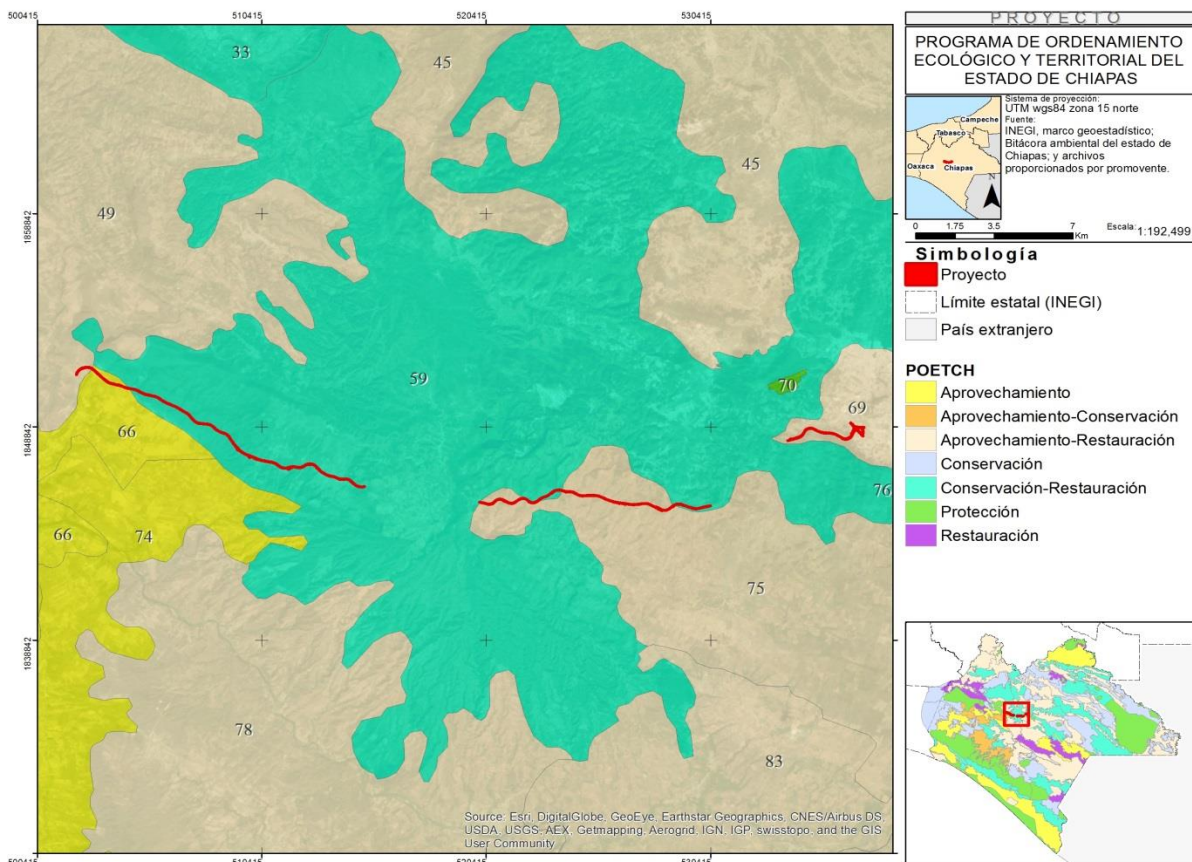 500415 510415 520415 530415
33
45
45
49
59
70
69
66
76
66
74
75
78
83
1858842
1848842
1838842
Source: Esri, DigitalGlobe, GeoEye, Earthstar Geographics, CNES/Airbus DS,
USDA, USGS, AEX, Getmapping, Aerogrid, IGN, IGP, swisstopo, and the GIS
User Community
500415 510415 520415 530415
PROYECTO
PROGRAMA DE ORDENAMIENTO
ECOLÓGICO Y TERRITORIAL DEL
ESTADO DE CHIAPAS
Campeche
Tabasco
Oaxaca
Chiapas
N
Sistema de proyección:
UTM wgs84 zona 15 norte
Fuente:
INEGI, marco geoestadístico;
Bitácora ambiental del estado de
Chiapas; y archivos
proporcionados por promovente.
0 1.75 3.5 7
Km
Escala: 1:192,499
Simbología
Proyecto
Límite estatal (INEGI)
País extranjero
POETCH
Aprovechamiento
Aprovechamiento-Conservación
Aprovechamiento-Restauración
Conservación
Conservación-Restauración
Protección
Restauración